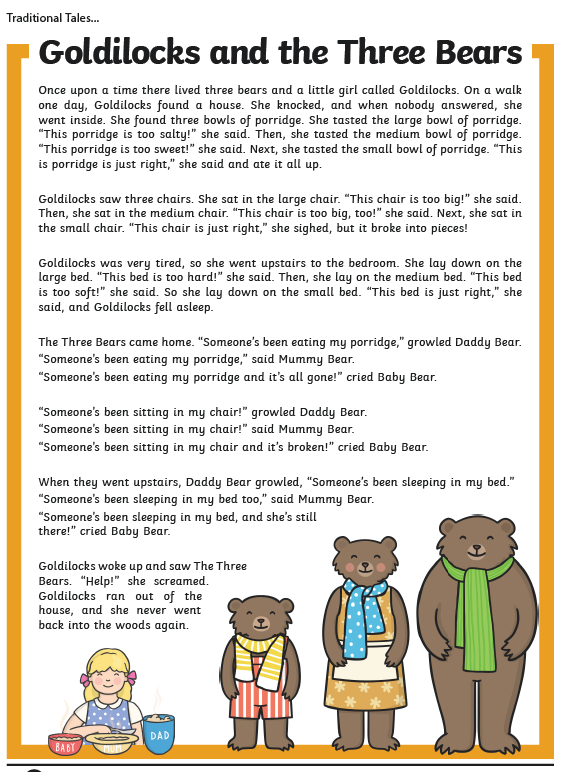 Traditional Tales...
Goldilocks and the Three Bears
Once upon a time there lived three bears and a little girl called Goldilocks. On a walk
one day, Goldilocks found a house. She knocked, and when nobody answered, she
went inside. She found three bowls of porridge. She tasted the large bowl of porridge.
“This porridge is too salty!” she said. Then, she tasted the medium bowl of porridge.
“This porridge is too sweet!” she said. Next, she tasted the small bowl of porridge. “This
is porridge is just right,” she said and ate it all up.
Goldilocks saw three chairs. She sat in the large chair. “This chair is too big!” she said.
Then, she sat in the medium chair. “This chair is too big, too!” she said. Next, she sat in
the small chair. “This chair is just right,” she sighed, but it broke into pieces!
Goldilocks was very tired, so she went upstairs to the bedroom. She lay down on the
large bed. “This bed is too hard!” she said. Then, she lay on the medium bed. “This bed
is too soft!” she said. So she lay down on the small bed. “This bed is just right,” she
said, and Goldilocks fell asleep.
The Three Bears came home. “Someone’s been eating my porridge,” growled Daddy Bear.
“Someone’s been eating my porridge,” said Mummy Bear.
“Someone’s been eating my porridge and it’s all gone!” cried Baby Bear.
“Someone’s been sitting in my chair!” growled Daddy Bear.
“Someone’s been sitting in my chair!” said Mummy Bear.
“Someone’s been sitting in my chair and it’s broken!” cried Baby Bear.
When they went upstairs, Daddy Bear growled, “Someone’s been sleeping in my bed.”
“Someone’s been sleeping in my bed too,” said Mummy Bear.
“Someone’s been sleeping in my bed, and she’s still
there!” cried Baby Bear.
Goldilocks woke up and saw The Three
Bears. “Help!” she screamed.
Goldilocks ran out of the
house, and she never went
back into the woods again.
BABY
MUM
DAD